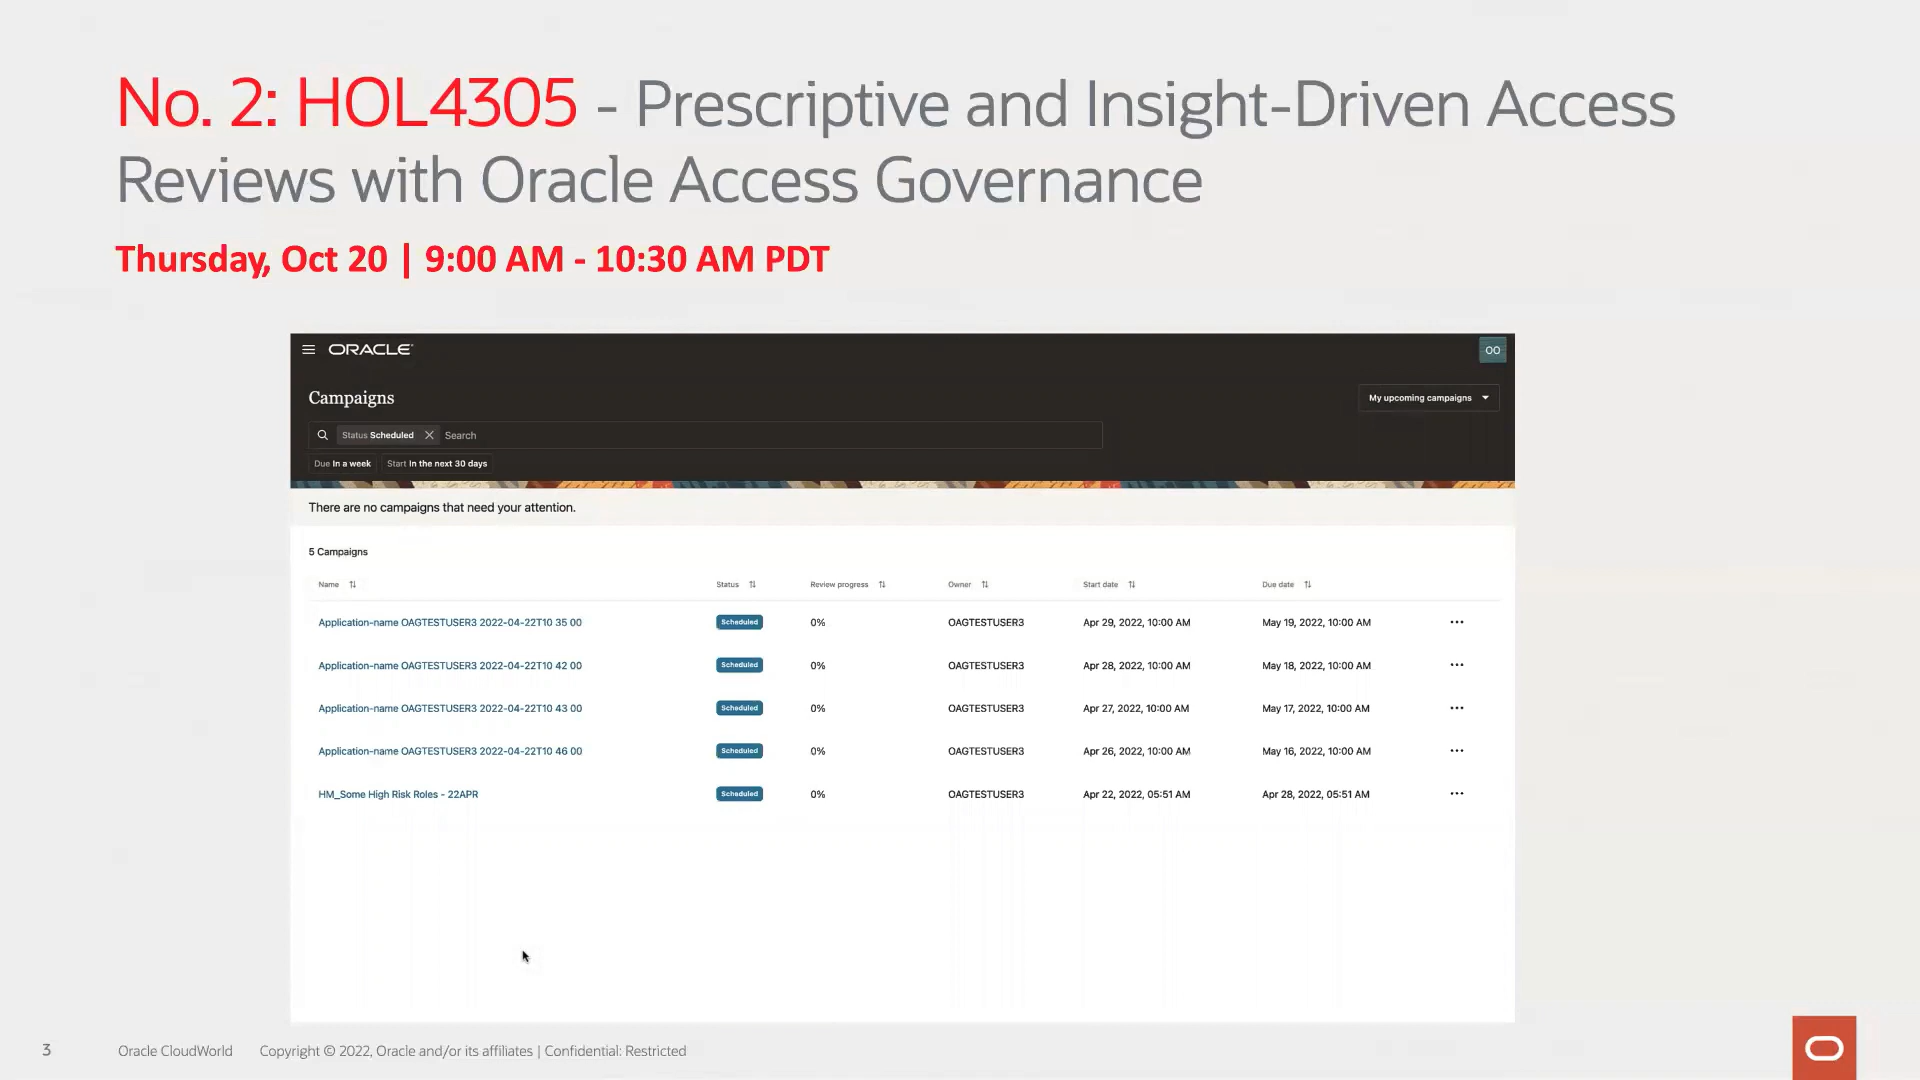 No. 2: HOL4305 - Prescriptive and Insight-Driven Access
Reviews with Oracle Access Governance
Thursday, Oct 20 | 9:00 AM - 10:30 AM PDT
ORACLE
OO
Campaigns
My upcoming campaigns
Status Scheduled Search
Due In a week Start In the next 30 days
There are no campaigns that need your attention.
5 Campaigns
Name Status Review progress Owner Start date Due date
Application-name OAGTESTUSER3 2022-04-22T10 35 00 Scheduled 0% OAGTESTUSER3 Apr 29, 2022, 10:00 AM May 19, 2022, 10:00 AM
Application-name OAGTESTUSER3 2022-04-22T10 42 00 Scheduled 0% OAGTESTUSER3 Apr 28, 2022, 10:00 AM May 18, 2022, 10:00 AM
Application-name OAGTESTUSER3 2022-04-22T10 43 00 Scheduled 0% OAGTESTUSER3 Apr 27, 2022, 10:00 AM May 17, 2022, 10:00 AM
Application-name OAGTESTUSER3 2022-04-22T10 46 00 Scheduled 0% OAGTESTUSER3 Apr 26, 2022, 10:00 AM May 16, 2022, 10:00 AM
HM_Some High Risk Roles - 22APR Scheduled 0% OAGTESTUSER3 Apr 22, 2022, 05:51 AM Apr 28, 2022, 05:51 AM
3 Oracle CloudWorld Copyright © 2022, Oracle and/or its affiliates | Confidential: Restricted